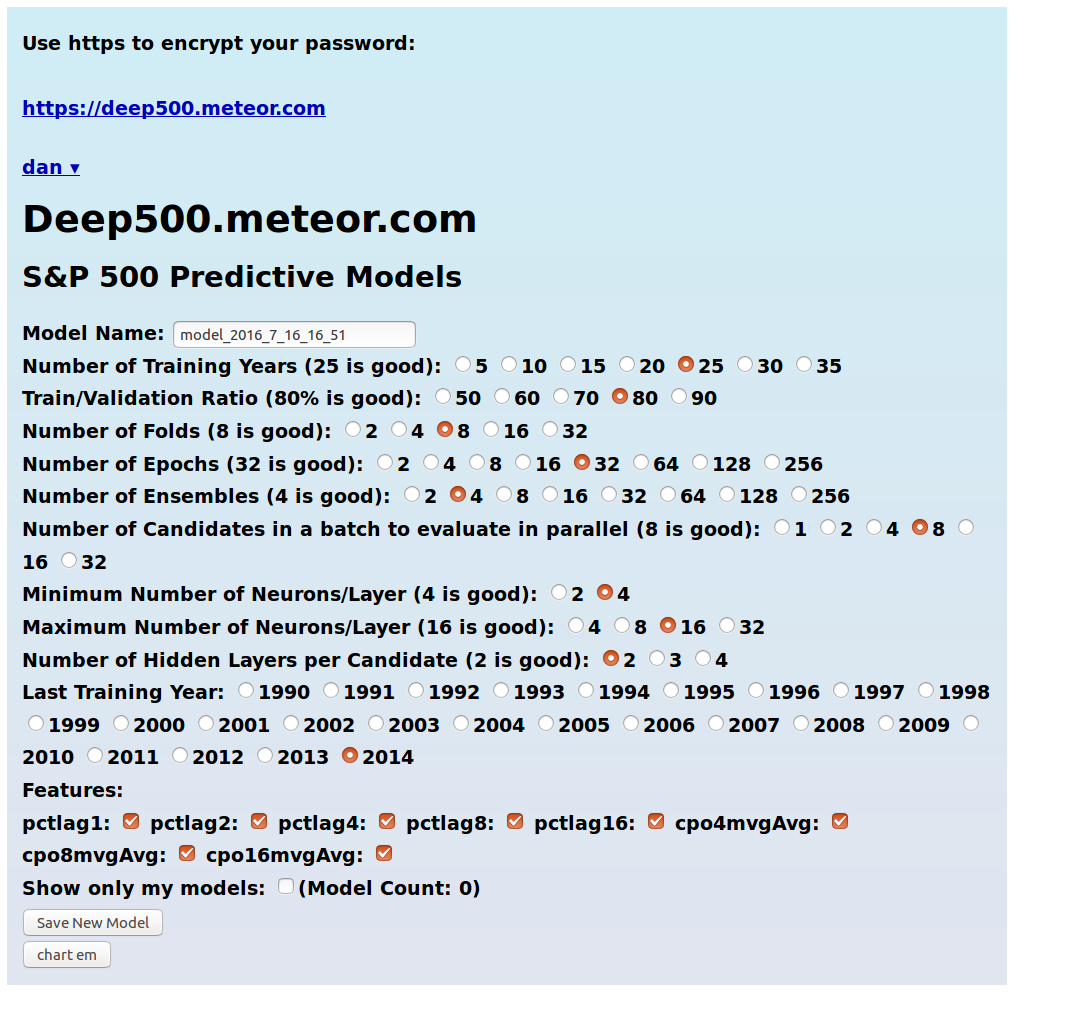 Use https to encrypt your password:
https://deep500.meteor.com
dan ▼
Deep500.meteor.com
S&P 500 Predictive Models
Model Name: model_2016_7_16_16_51
Number of Training Years (25 is good): 5 10 15 20 25 30 35
Train/Validation Ratio (80% is good): 50 60 70 80 90
Number of Folds (8 is good): 2 4 8 16 32
Number of Epochs (32 is good): 2 4 8 16 32 64 128 256
Number of Ensembles (4 is good): 2 4 8 16 32 64 128 256
Number of Candidates in a batch to evaluate in parallel (8 is good): 1 2 4 8
16 32
Minimum Number of Neurons/Layer (4 is good): 2 4
Maximum Number of Neurons/Layer (16 is good): 4 8 16 32
Number of Hidden Layers per Candidate (2 is good): 2 3 4
Last Training Year: 1990 1991 1992 1993 1994 1995 1996 1997 1998
1999 2000 2001 2002 2003 2004 2005 2006 2007 2008 2009
2010 2011 2012 2013 2014
Features:
pctlag1: pctlag2: pctlag4: pctlag8: pctlag16: cpo4mvgAvg:
cpo8mvgAvg: cpo16mvgAvg:
Show only my models: (Model Count: 0)
Save New Model
chart em